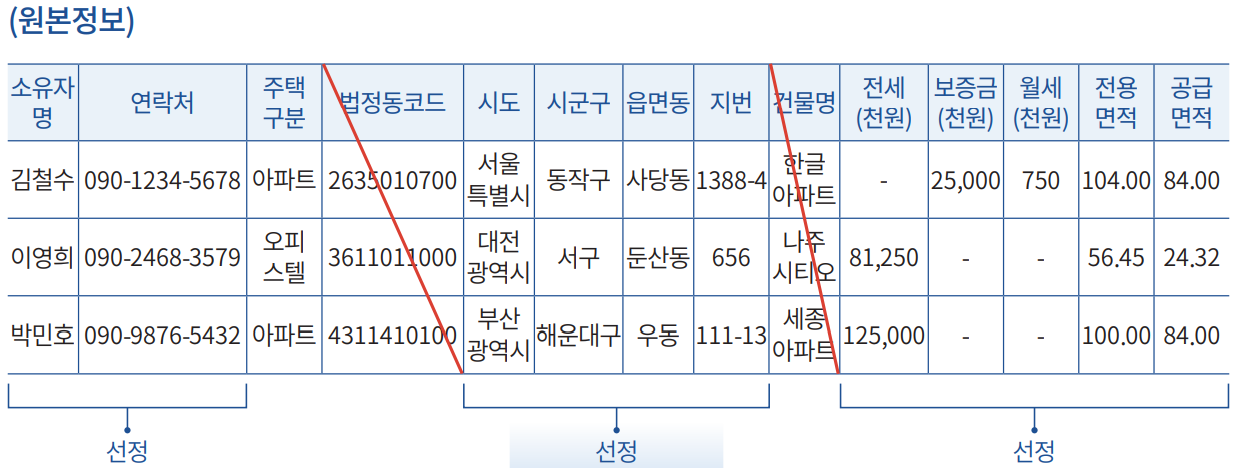 (원본정보)
소유자명 연락처 주택구분 법정동코드 시도 시군구 읍면동 지번 건물명 전세(천원) 보증금(천원) 월세(천원) 전용면적 공급면적
김철수 090-1234-5678 아파트 2635010700 서울특별시 동작구 사당동 1388-4 한글아파트 - 25,000 750 104.00 84.00
이영희 090-2468-3579 오피스텔 3611011000 대전광역시 서구 둔산동 656 나주시티오 81,250 - - 56.45 24.32
박민호 090-9876-5432 아파트 4311410100 부산광역시 해운대구 우동 111-13 세종아파트 125,000 - - 100.00 84.00
선정 선정 선정